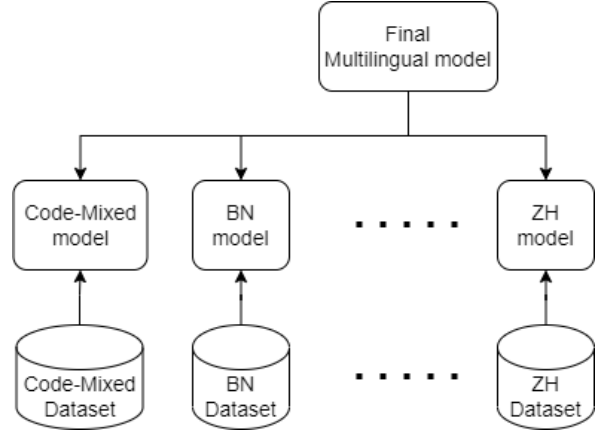 Final
Multilingual model
Code-Mixed
model
BN
model
ZH
model
Code-Mixed
Dataset
BN
Dataset
ZH
Dataset